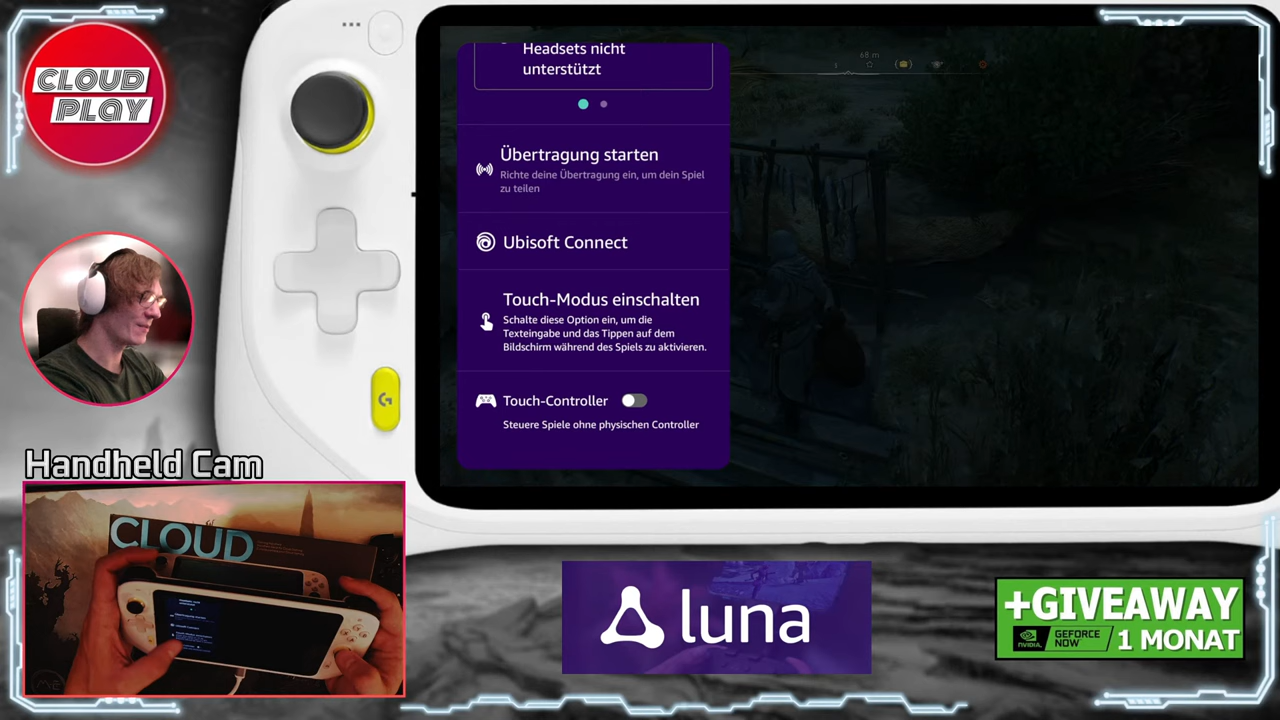 CLOUD
PLAY
Headsets nicht
unterstützt
68 m
Übertragung starten
Richte deine Übertragung ein, um dein Spiel
zu teilen
Ubisoft Connect
Touch-Modus einschalten
Schalte diese Option ein, um die
Texteingabe und das Tippen auf dem
Bildschirm während des Spiels zu aktivieren.
Touch-Controller
Steuere Spiele ohne physischen Controller
G
Handheld Cam
CLOUD
luna
+GIVEAWAY
NVIDIA.
GEFORCE
NOW
1 MONAT